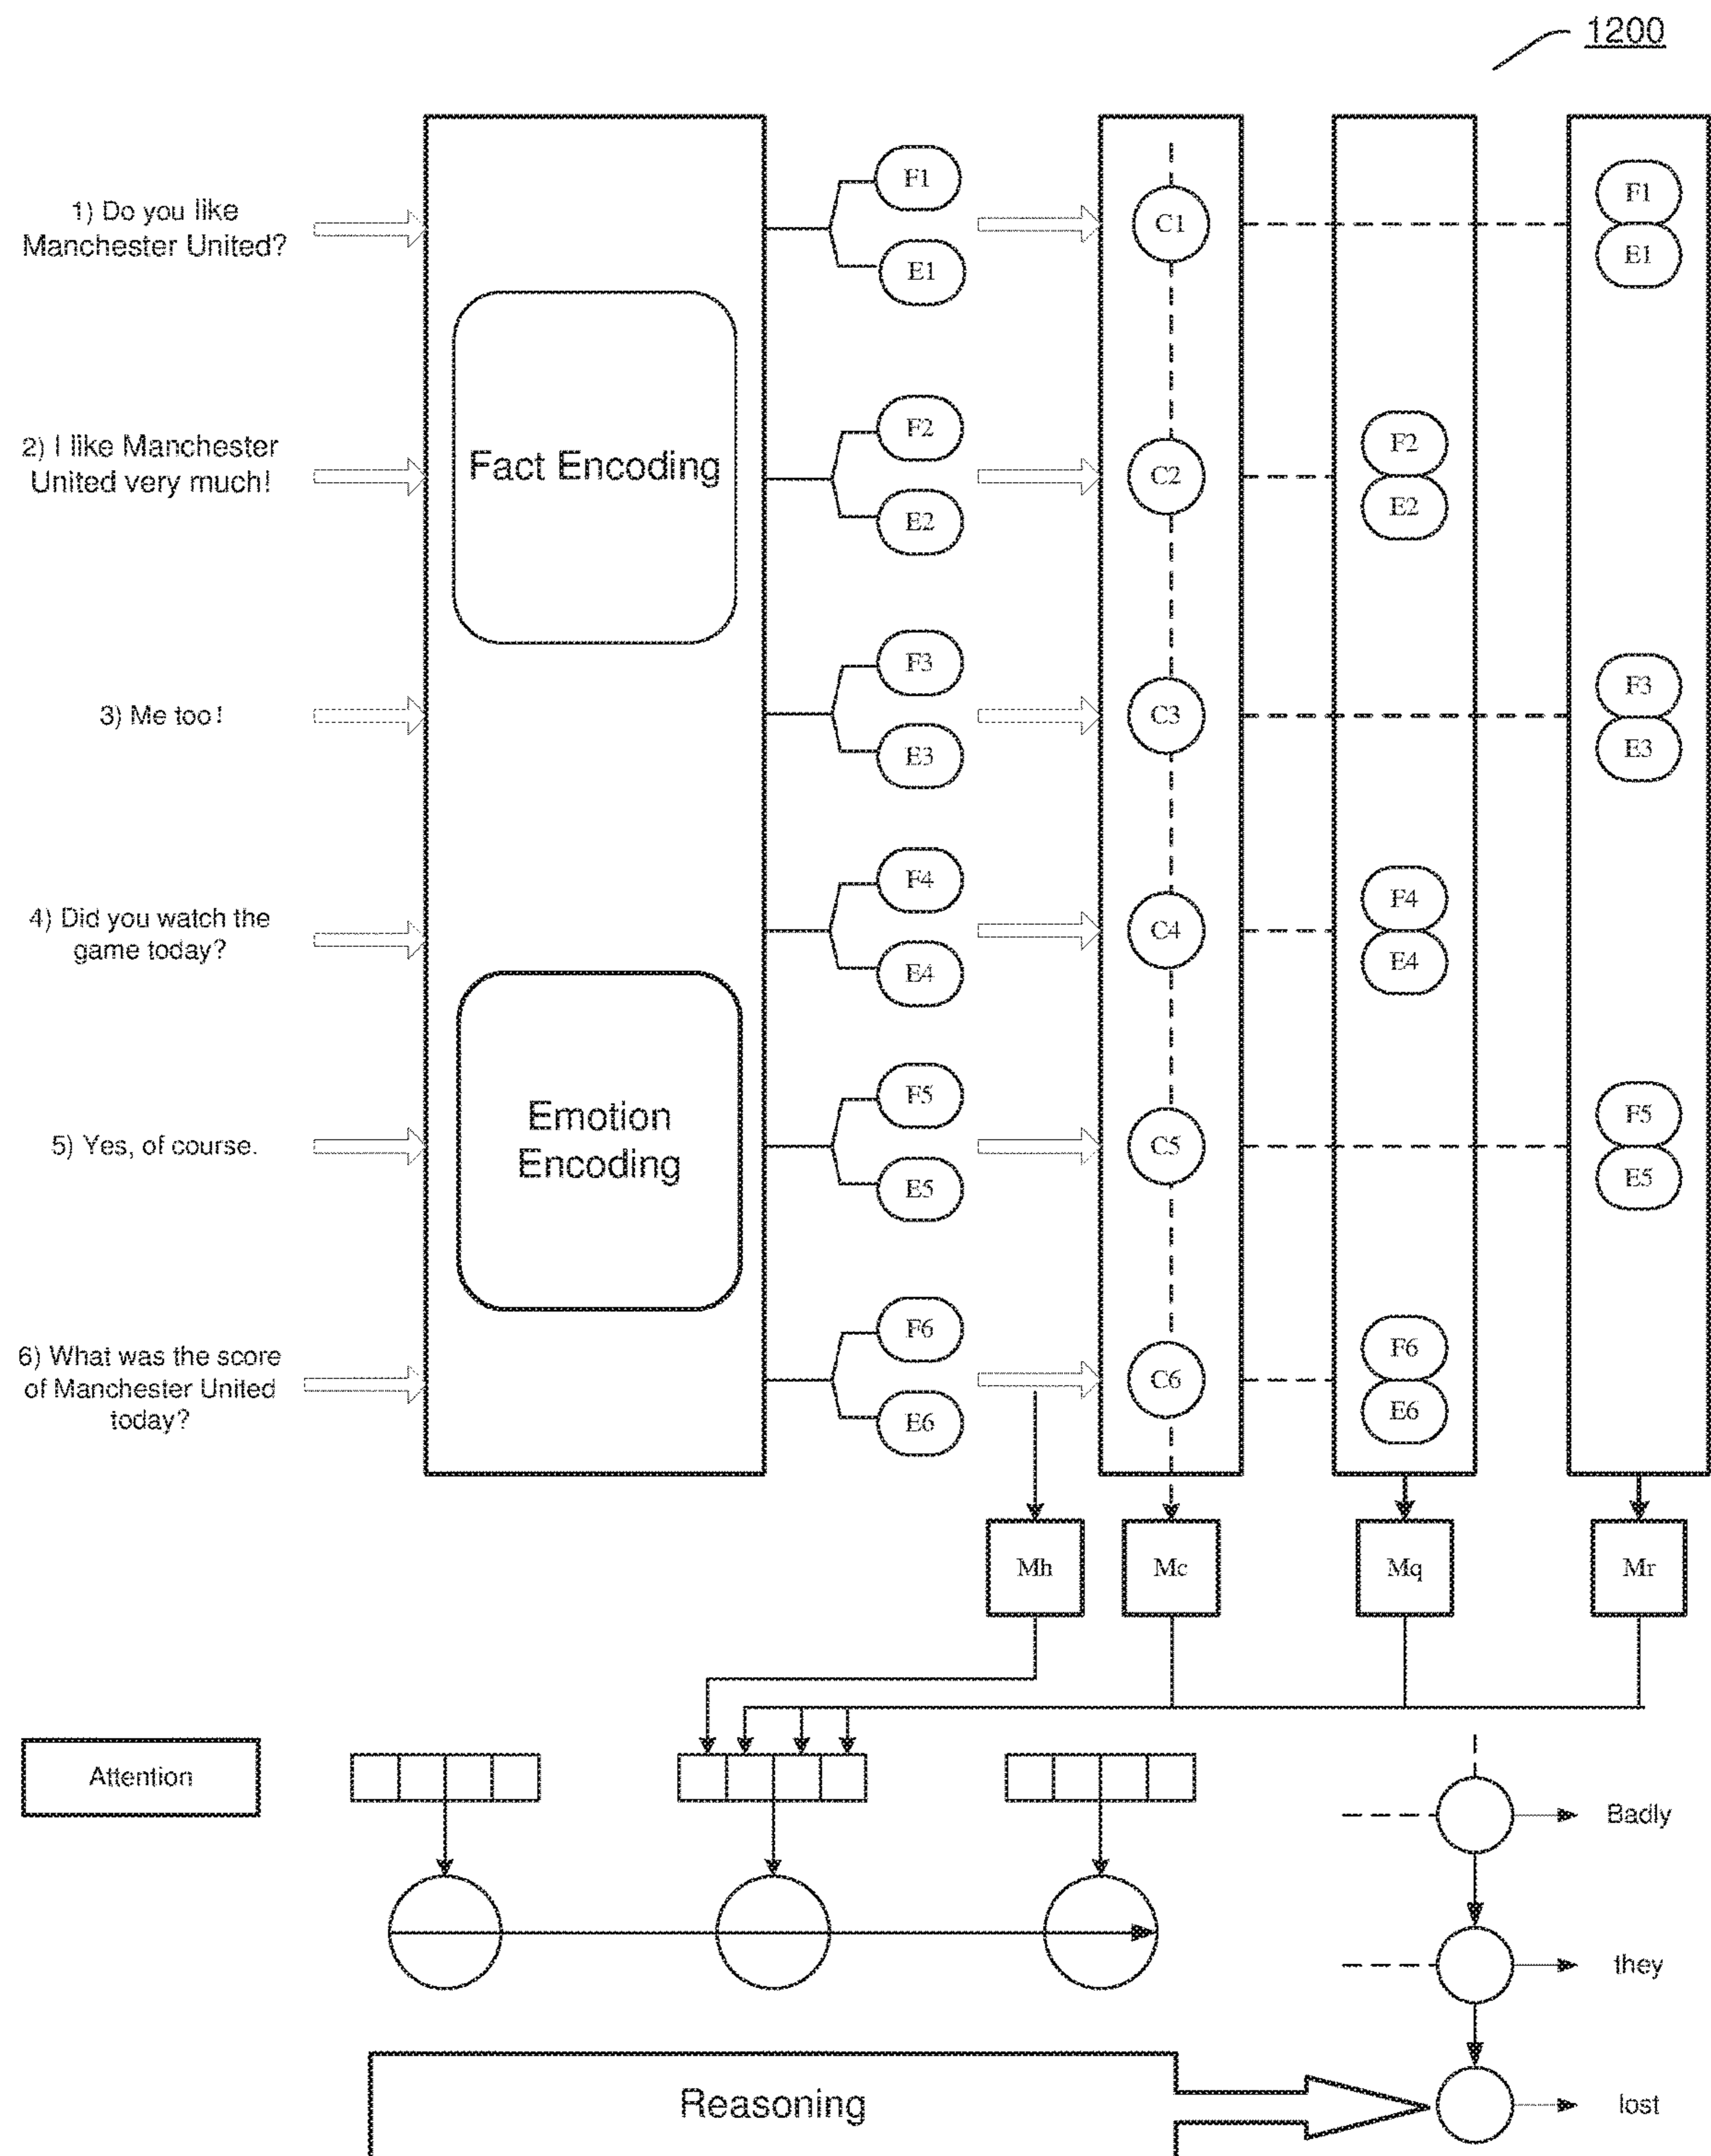 1200
1) Do you like
Manchester United?
F1
E1
C1
F1
E1
2) I like Manchester
United very much!
Fact Encoding
F2
E2
C2
F2
E2
3) Me too!
F3
E3
C3
F3
E3
4) Did you watch the
game today?
F4
E4
C4
F4
E4
5) Yes, of course.
Emotion
Encoding
F5
E5
C5
F5
E5
6) What was the score
of Manchester United
today?
F6
E6
C6
F6
E6
Mh
Mc
Mq
Mr
Attention
Badly
they
Reasoning
lost